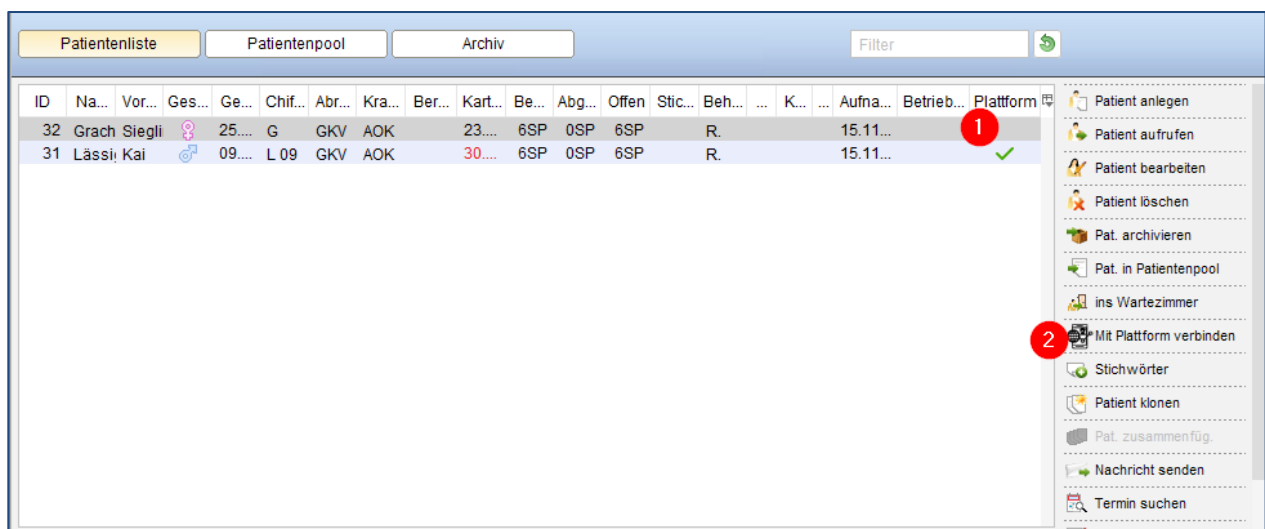 Patientenliste Patientenpool Archiv Filter
ID Na... Vor... Ges... Ge... Chif... Abr... Kra... Ber... Kart... Be... Abg... Offen Stic... Beh... ... K... ... Aufna... Betrieb... Plattform
32 Grach Siegli 25.... G GKV AOK 23.... 6SP 0SP 6SP R. 15.11...
1
31 Lässi Kai 09.... L 09 GKV AOK 30.... 6SP 0SP 6SP R. 15.11...
Patient anlegen
Patient aufrufen
Patient bearbeiten
Patient löschen
Pat. archivieren
Pat. in Patientenpool
ins Wartezimmer
2 Mit Plattform verbinden
Stichwörter
Patient klonen
Pat. zusammenfüg.
Nachricht senden
Termin suchen